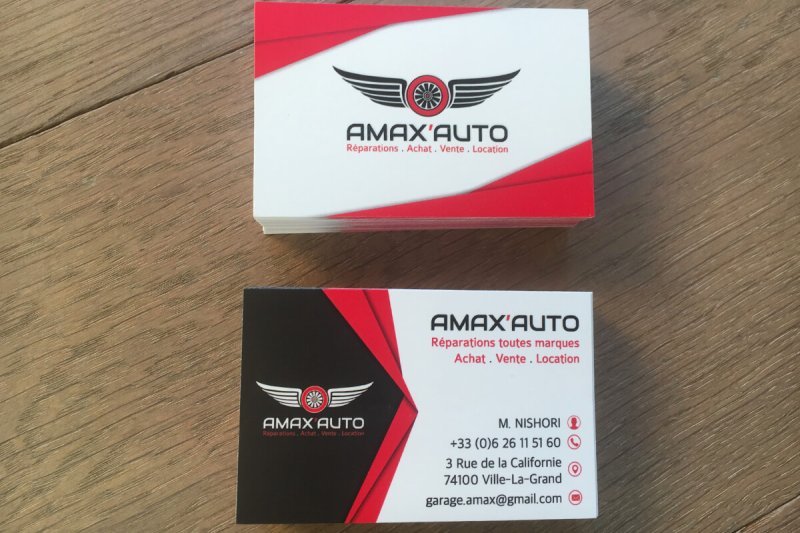 AMAX'AUTO
Réparations . Achat . Vente . Location
AMAX'AUTO
Réparations toutes marques
Achat . Vente . Location
AMAX'AUTO
Réparations . Achat . Vente . Location
M. NISHORI
+33 (0)6 26 11 51 60
3 Rue de la Californie
74100 Ville-La-Grand
garage.amax@gmail.com